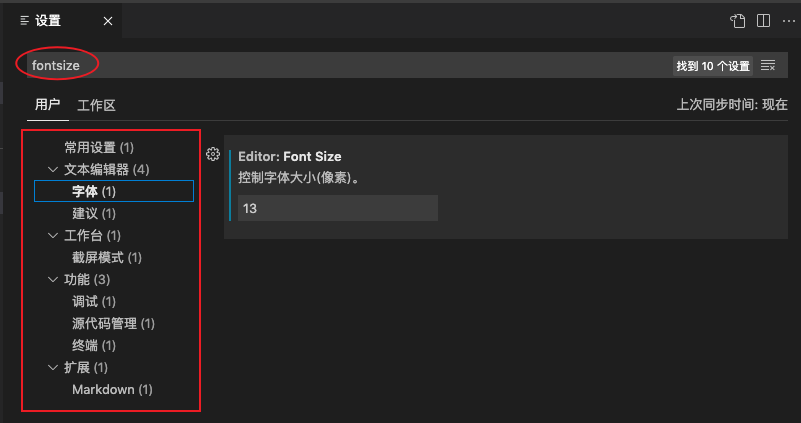 设置
fontsize
找到 10 个设置
用户 工作区
上次同步时间: 现在
常用设置 (1)
文本编辑器 (4)
字体 (1)
建议 (1)
工作台 (1)
截屏模式 (1)
功能 (3)
调试 (1)
源代码管理 (1)
终端 (1)
扩展 (1)
Markdown (1)
Editor: Font Size
控制字体大小(像素)。
13